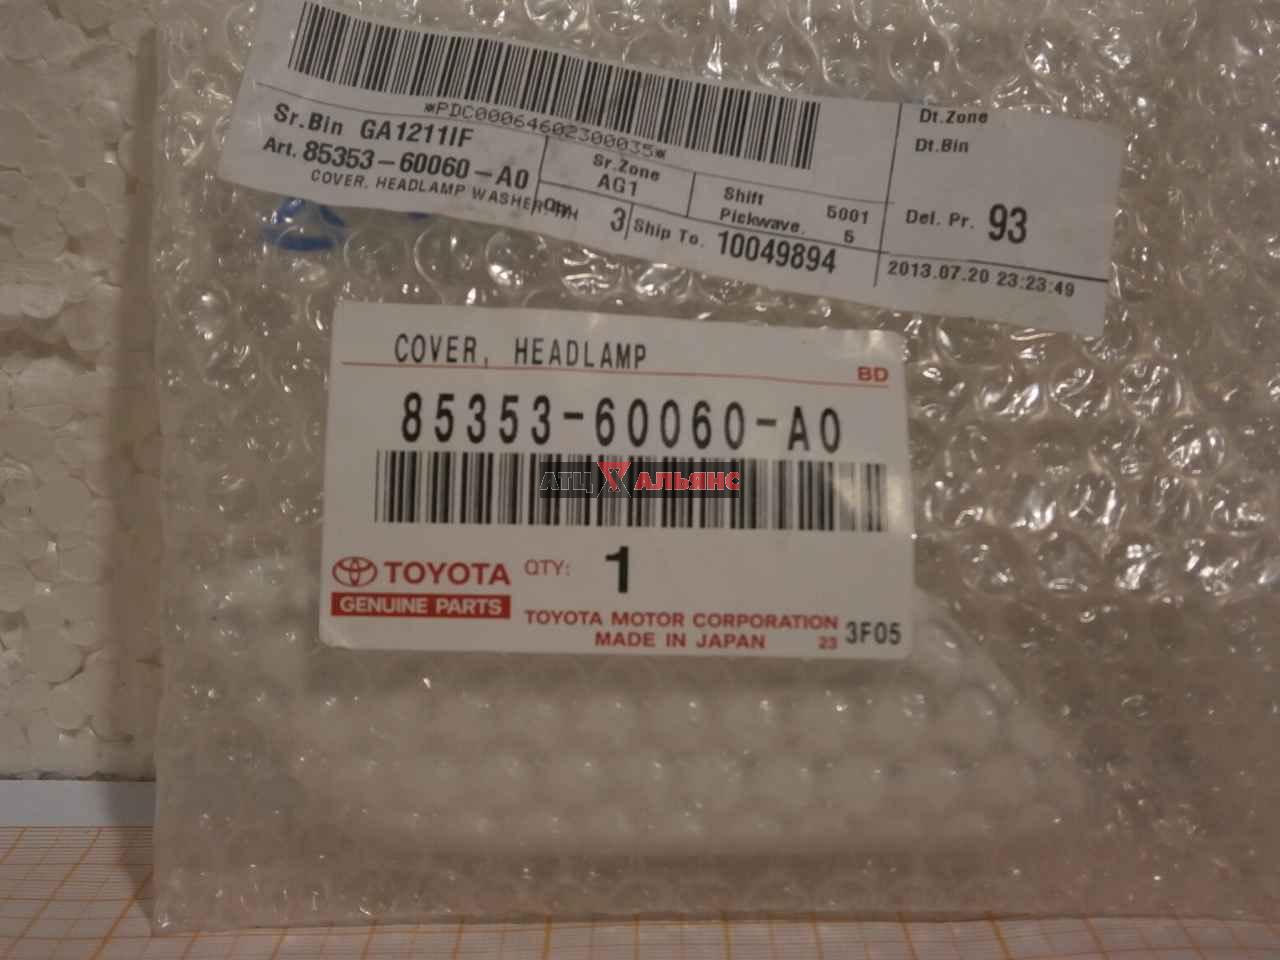 *PDC00064602300035*
Sr.Bin GA1211IF
Art. 85353-60060-A0
COVER, HEADLAMP WASHER, RH
Sr.Zone
AG1
Qty. 3
Shift 5001
Pickwave. 5
Ship To. 10049894
Dt.Zone
Dt.Bin
Del. Pr. 93
2013.07.20 23:23:49
COVER, HEADLAMP
BD
85353-60060-A0
АТЦ АЛЬЯНС
TOYOTA
GENUINE PARTS
QTY: 1
TOYOTA MOTOR CORPORATION
MADE IN JAPAN 23 3F05